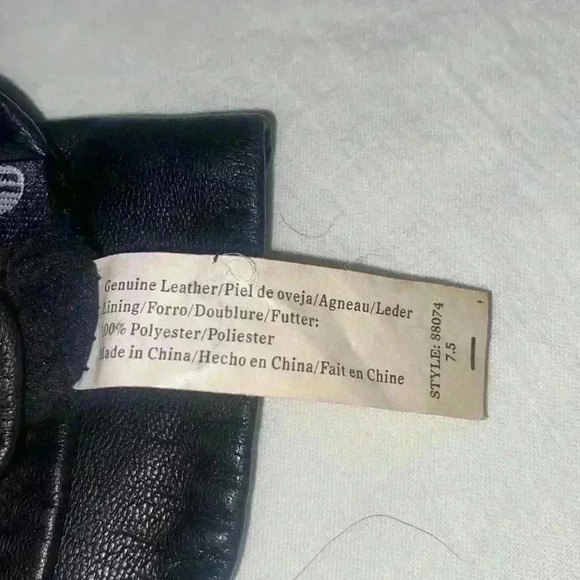 Genuine Leather/Piel de oveja/Agneau/Leder
Lining/Forro/Doublure/Futter:
100% Polyester/Poliester
Made in China/Hecho en China/Fait en Chine
STYLE: 88074
7.5